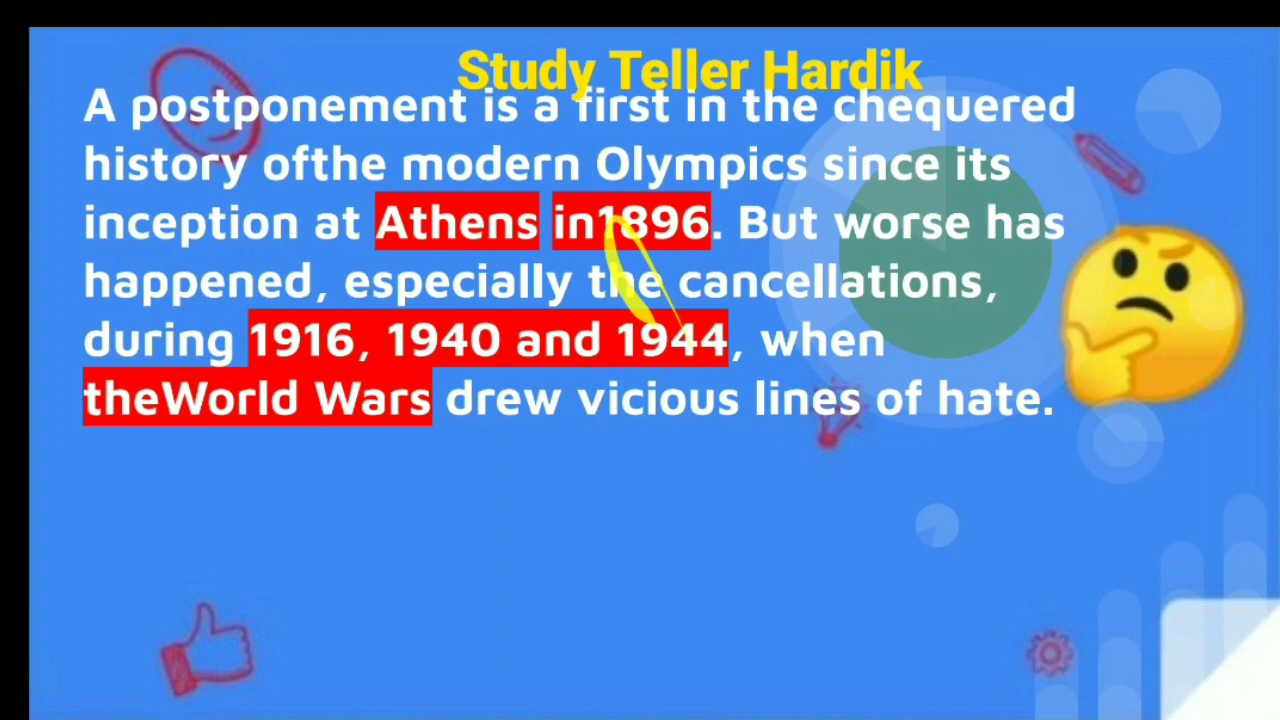 Study Teller Hardik
A postponement is a first in the chequered
history ofthe modern Olympics since its
inception at Athens in1896. But worse has
happened, especially the cancellations,
during 1916, 1940 and 1944, when
theWorld Wars drew vicious lines of hate.